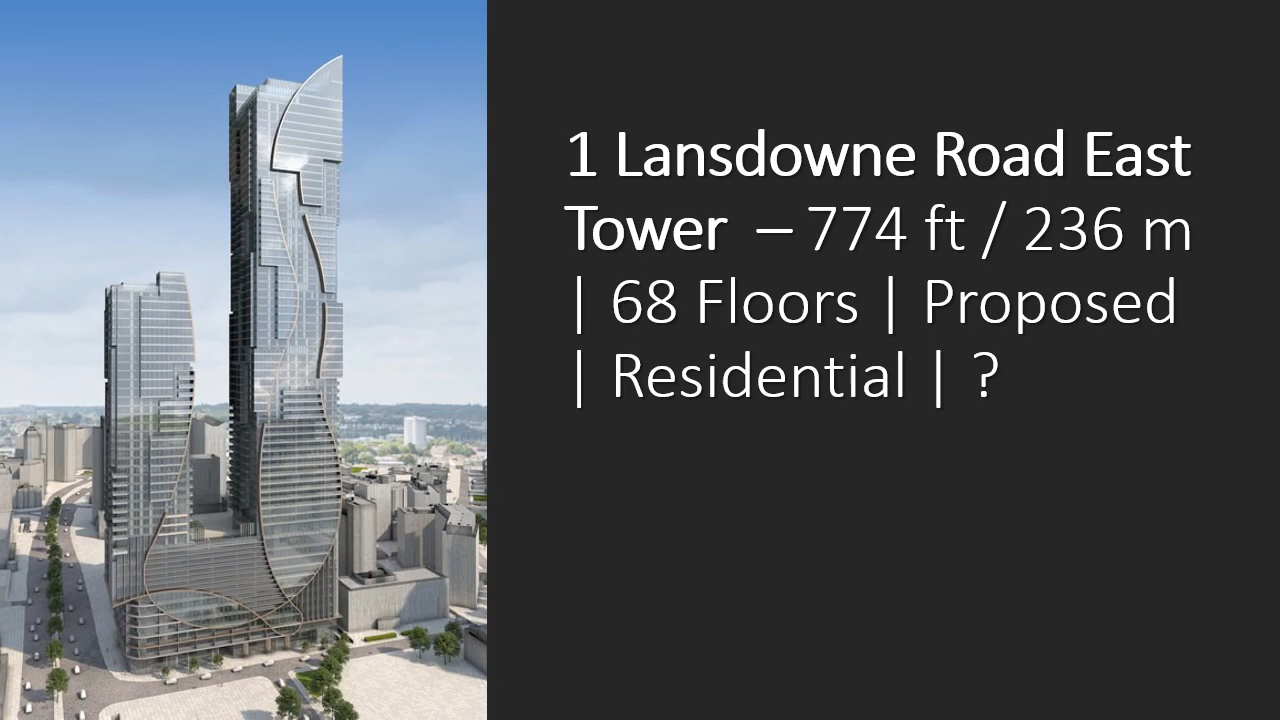 1 Lansdowne Road East
Tower – 774 ft / 236 m
| 68 Floors | Proposed
| Residential | ?